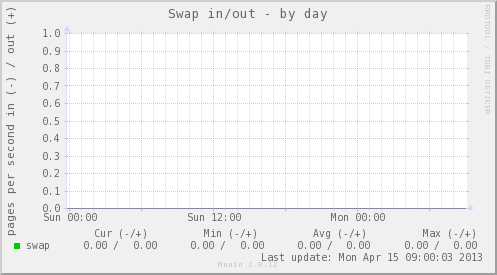 Swap in/out - by day
RRDTOOL / TOBI OETIKER
pages per second in (-) / out (+)
1.0
0.9
0.8
0.7
0.6
0.5
0.4
0.3
0.2
0.1
0.0
Sun 00:00 Sun 12:00 Mon 00:00
Cur (-/+) Min (-/+) Avg (-/+) Max (-/+)
swap 0.00 / 0.00 0.00 / 0.00 0.00 / 0.00 0.00 / 0.00
Last update: Mon Apr 15 09:00:03 2013
Munin 2.0.12